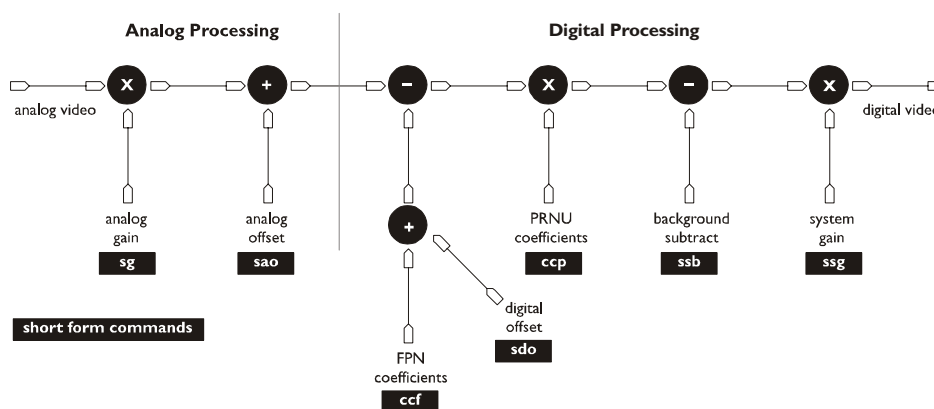 Analog Processing
Digital Processing
X
+
–
X
–
X
analog video
digital video
analog
gain
sg
analog
offset
sao
+
PRNU
coefficients
ccp
background
subtract
ssb
system
gain
ssg
short form commands
digital
offset
sdo
FPN
coefficients
ccf